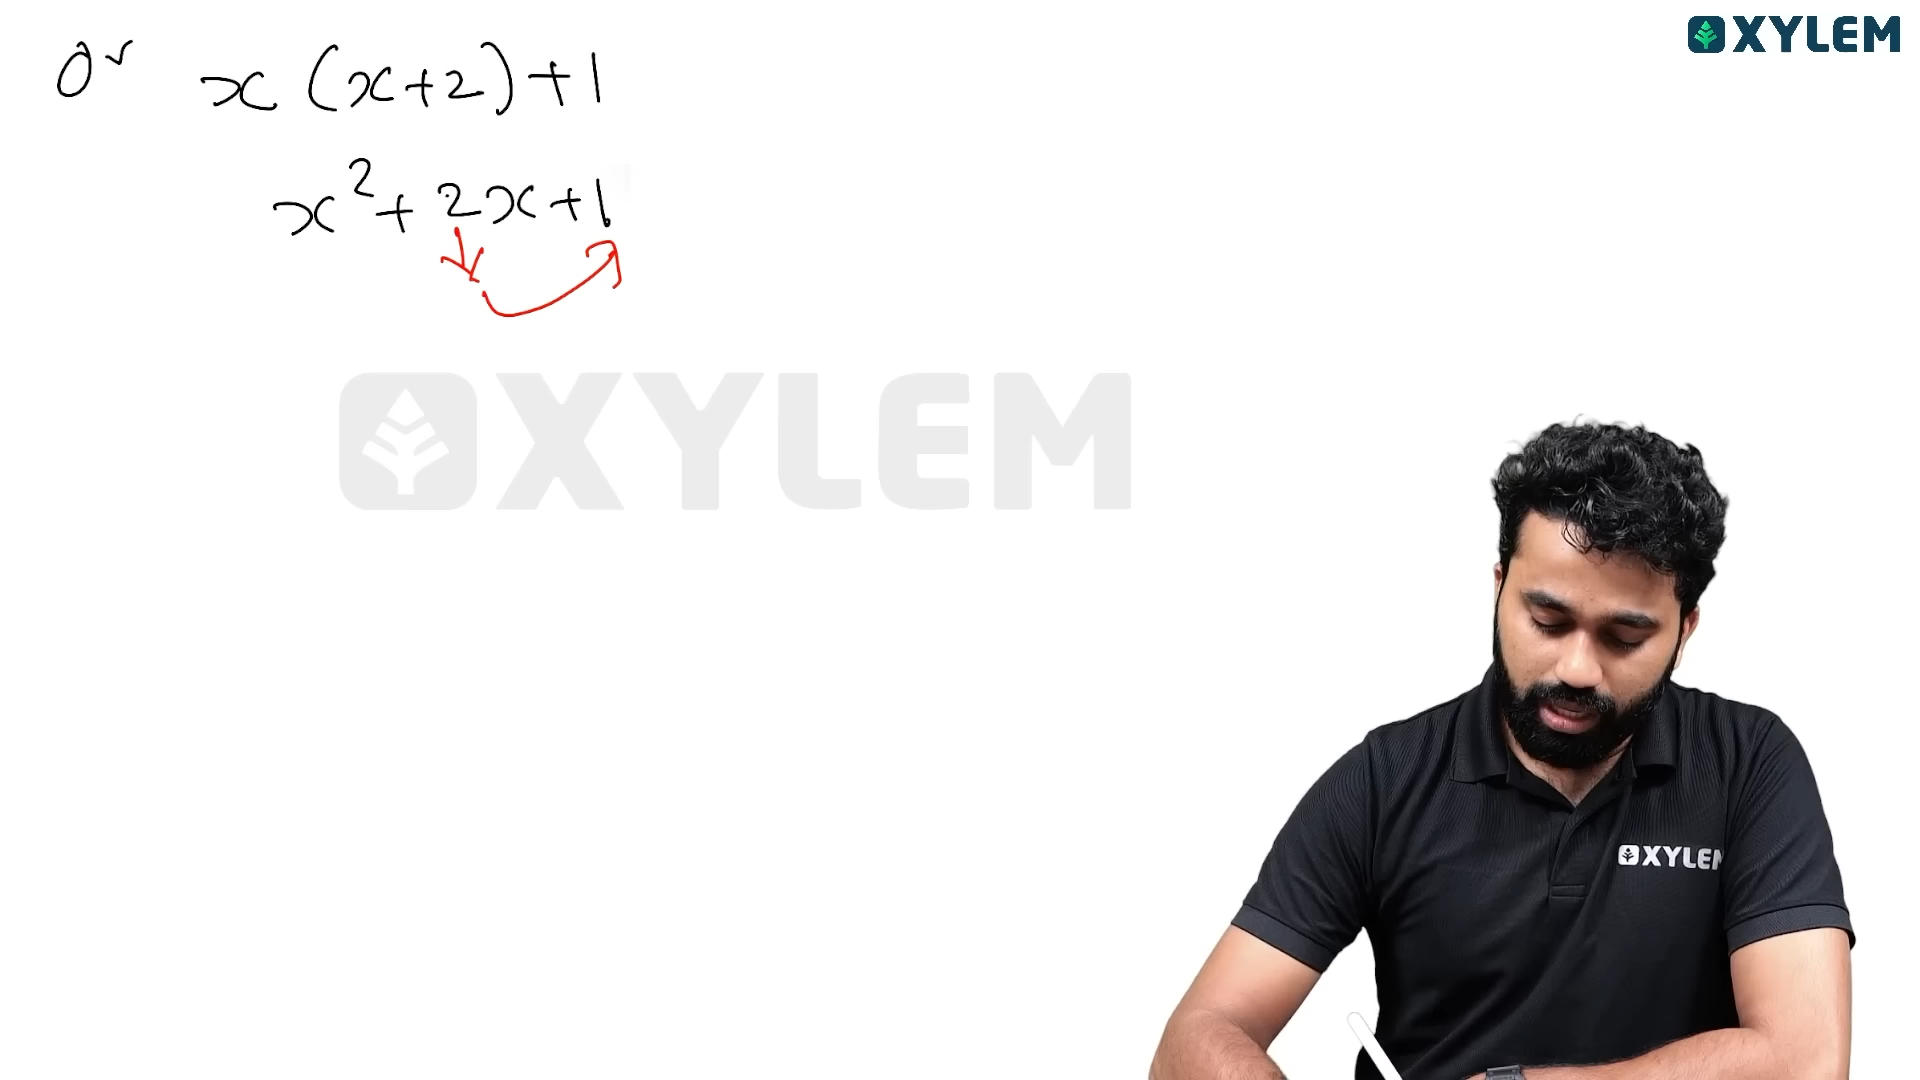 XYLEM
Or x (x+2) +1
x² + 2x +1
XYLEM
XYLEM